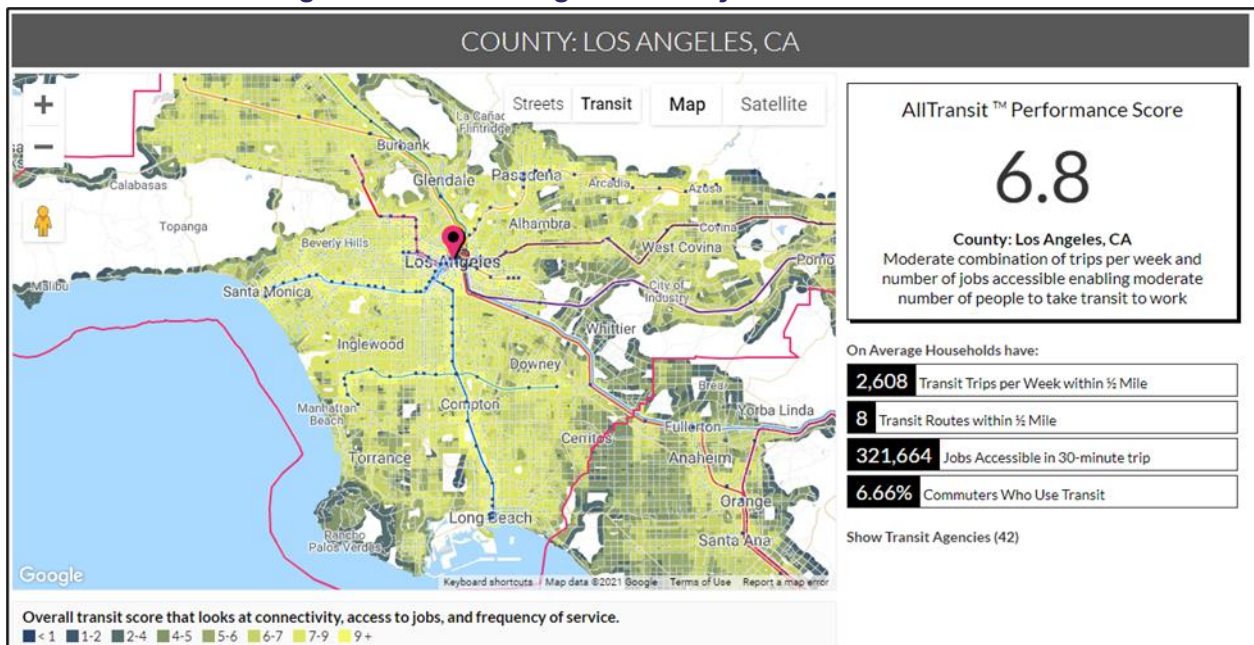 COUNTY: LOS ANGELES, CA
+
−
Streets Transit
Map Satellite
La Cañad
Flintridge
Burbank
Calabasas
Glendale
Pasadena
Arcadia
Azusa
Topanga
Beverly Hills
Alhambra
Covina
West Covina
Los Angeles
Pomo
Malibu
Santa Monica
City of
Industry
Whittier
Inglewood
Downey
Brea
Manhattan
Beach
Compton
Yorba Linda
Fullerton
Cerritos
Anaheim
Torrance
Orange
Long Beach
Rancho
Palos Verdes
Santa Ana
Google
Keyboard shortcuts Map data ©2021 Google Terms of Use Report a map error
Overall transit score that looks at connectivity, access to jobs, and frequency of service.
< 1 1-2 2-4 4-5 5-6 6-7 7-9 9 +
AllTransit ™ Performance Score
6.8
County: Los Angeles, CA
Moderate combination of trips per week and
number of jobs accessible enabling moderate
number of people to take transit to work
On Average Households have:
2,608 Transit Trips per Week within ½ Mile
8 Transit Routes within ½ Mile
321,664 Jobs Accessible in 30-minute trip
6.66% Commuters Who Use Transit
Show Transit Agencies (42)